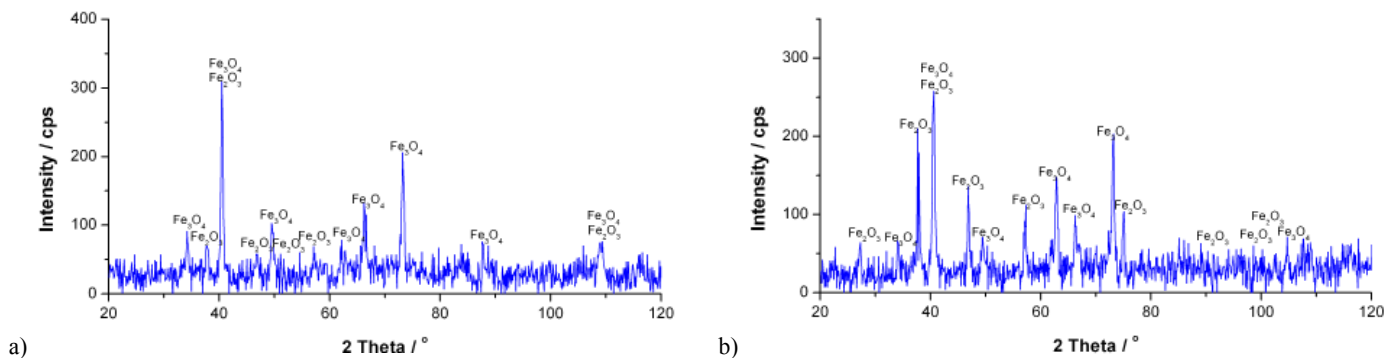 400
300
200
100
0
Intensity / cps
Fe₃O₄
Fe₂O₃
Fe₃O₄
Fe₃O₄
Fe₃O₄
Fe₃O₄
Fe₂O₃
Fe₂O₃
Fe₂O₃
Fe₂O₃
Fe₃O₄
Fe₃O₄
Fe₃O₄
Fe₂O₃
20 40 60 80 100 120
2 Theta / °
a)
300
200
100
0
Intensity / cps
Fe₃O₄
Fe₂O₃
Fe₂O₃
Fe₃O₄
Fe₂O₃
Fe₃O₄
Fe₂O₃
Fe₃O₄
Fe₂O₃
Fe₂O₃
Fe₃O₄
Fe₃O₄
Fe₂O₃
Fe₂O₃
Fe₂O₃
Fe₃O₄
20 40 60 80 100 120
2 Theta / °
b)